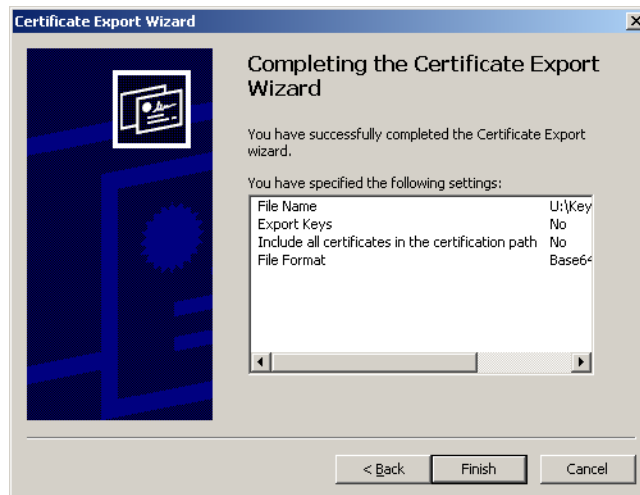 Certificate Export Wizard
Completing the Certificate Export
Wizard
You have successfully completed the Certificate Export
wizard.
You have specified the following settings:
File Name U:\Key
Export Keys No
Include all certificates in the certification path No
File Format Base64
< Back Finish Cancel